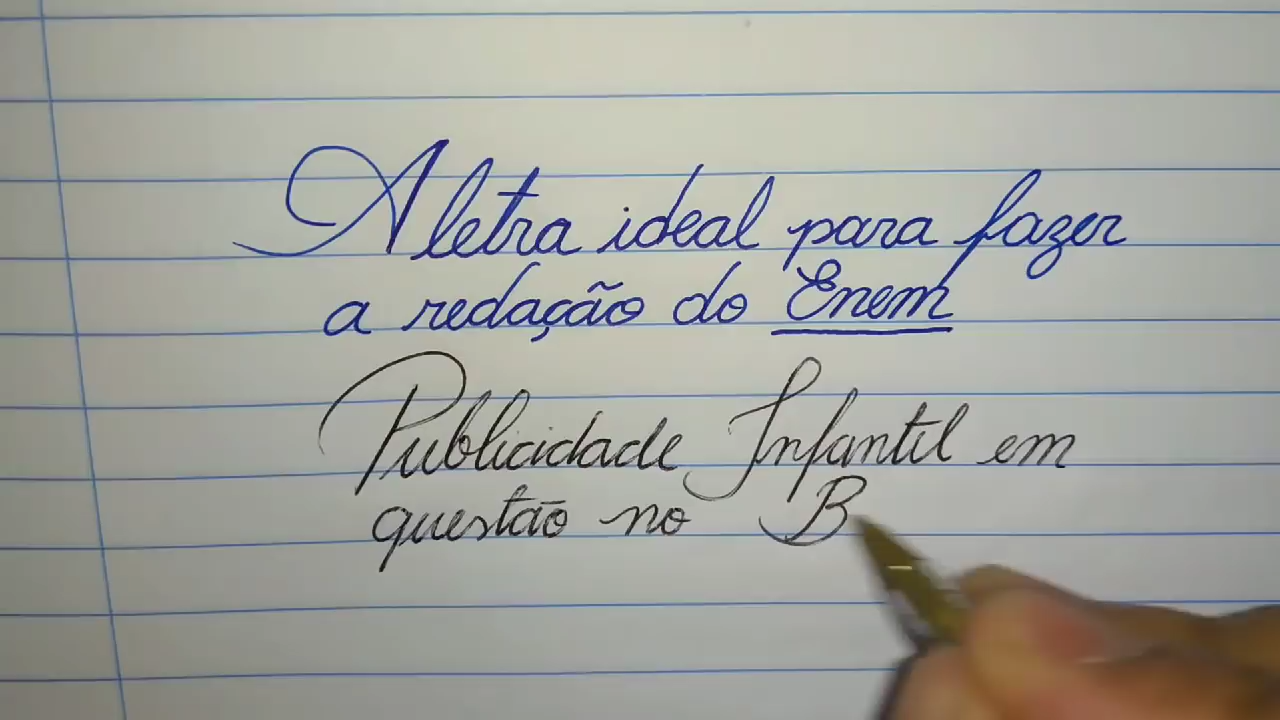 A letra ideal para fazer
a redação do Enem
Publicidade Infantil em
questão no B